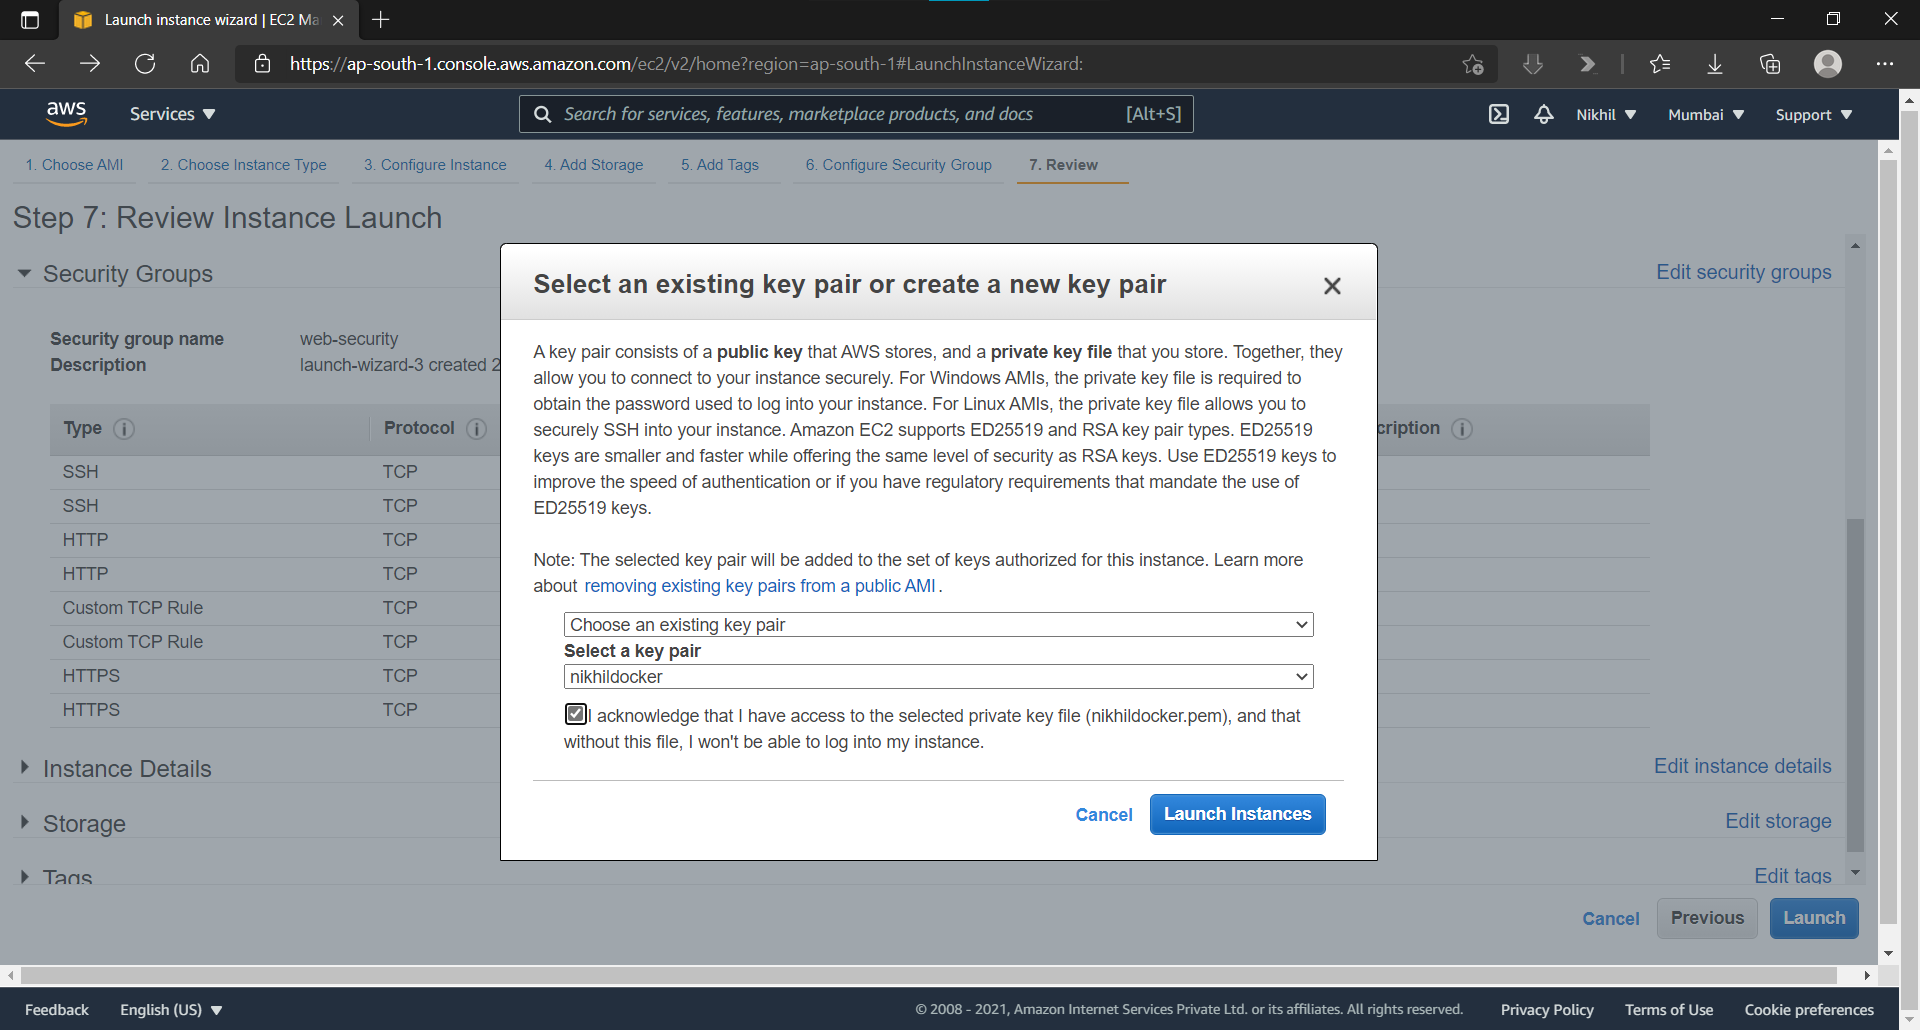 Launch instance wizard | EC2 Ma
https://ap-south-1.console.aws.amazon.com/ec2/v2/home?region=ap-south-1#LaunchInstanceWizard:
aws
Services
Search for services, features, marketplace products, and docs
[Alt+S]
Nikhil
Mumbai
Support
1. Choose AMI
2. Choose Instance Type
3. Configure Instance
4. Add Storage
5. Add Tags
6. Configure Security Group
7. Review
Step 7: Review Instance Launch
Security Groups
Edit security groups
Security group name
web-security
Description
launch-wizard-3 created 2
Type
Protocol
cription
SSH
TCP
SSH
TCP
HTTP
TCP
HTTP
TCP
Custom TCP Rule
TCP
Custom TCP Rule
TCP
HTTPS
TCP
HTTPS
TCP
Instance Details
Edit instance details
Storage
Edit storage
Tags
Edit tags
Select an existing key pair or create a new key pair
A key pair consists of a public key that AWS stores, and a private key file that you store. Together, they
allow you to connect to your instance securely. For Windows AMIs, the private key file is required to
obtain the password used to log into your instance. For Linux AMIs, the private key file allows you to
securely SSH into your instance. Amazon EC2 supports ED25519 and RSA key pair types. ED25519
keys are smaller and faster while offering the same level of security as RSA keys. Use ED25519 keys to
improve the speed of authentication or if you have regulatory requirements that mandate the use of
ED25519 keys.
Note: The selected key pair will be added to the set of keys authorized for this instance. Learn more
about removing existing key pairs from a public AMI.
Choose an existing key pair
Select a key pair
nikhildocker
I acknowledge that I have access to the selected private key file (nikhildocker.pem), and that
without this file, I won't be able to log into my instance.
Cancel
Launch Instances
Cancel
Previous
Launch
Feedback
English (US)
© 2008 - 2021, Amazon Internet Services Private Ltd. or its affiliates. All rights reserved.
Privacy Policy
Terms of Use
Cookie preferences